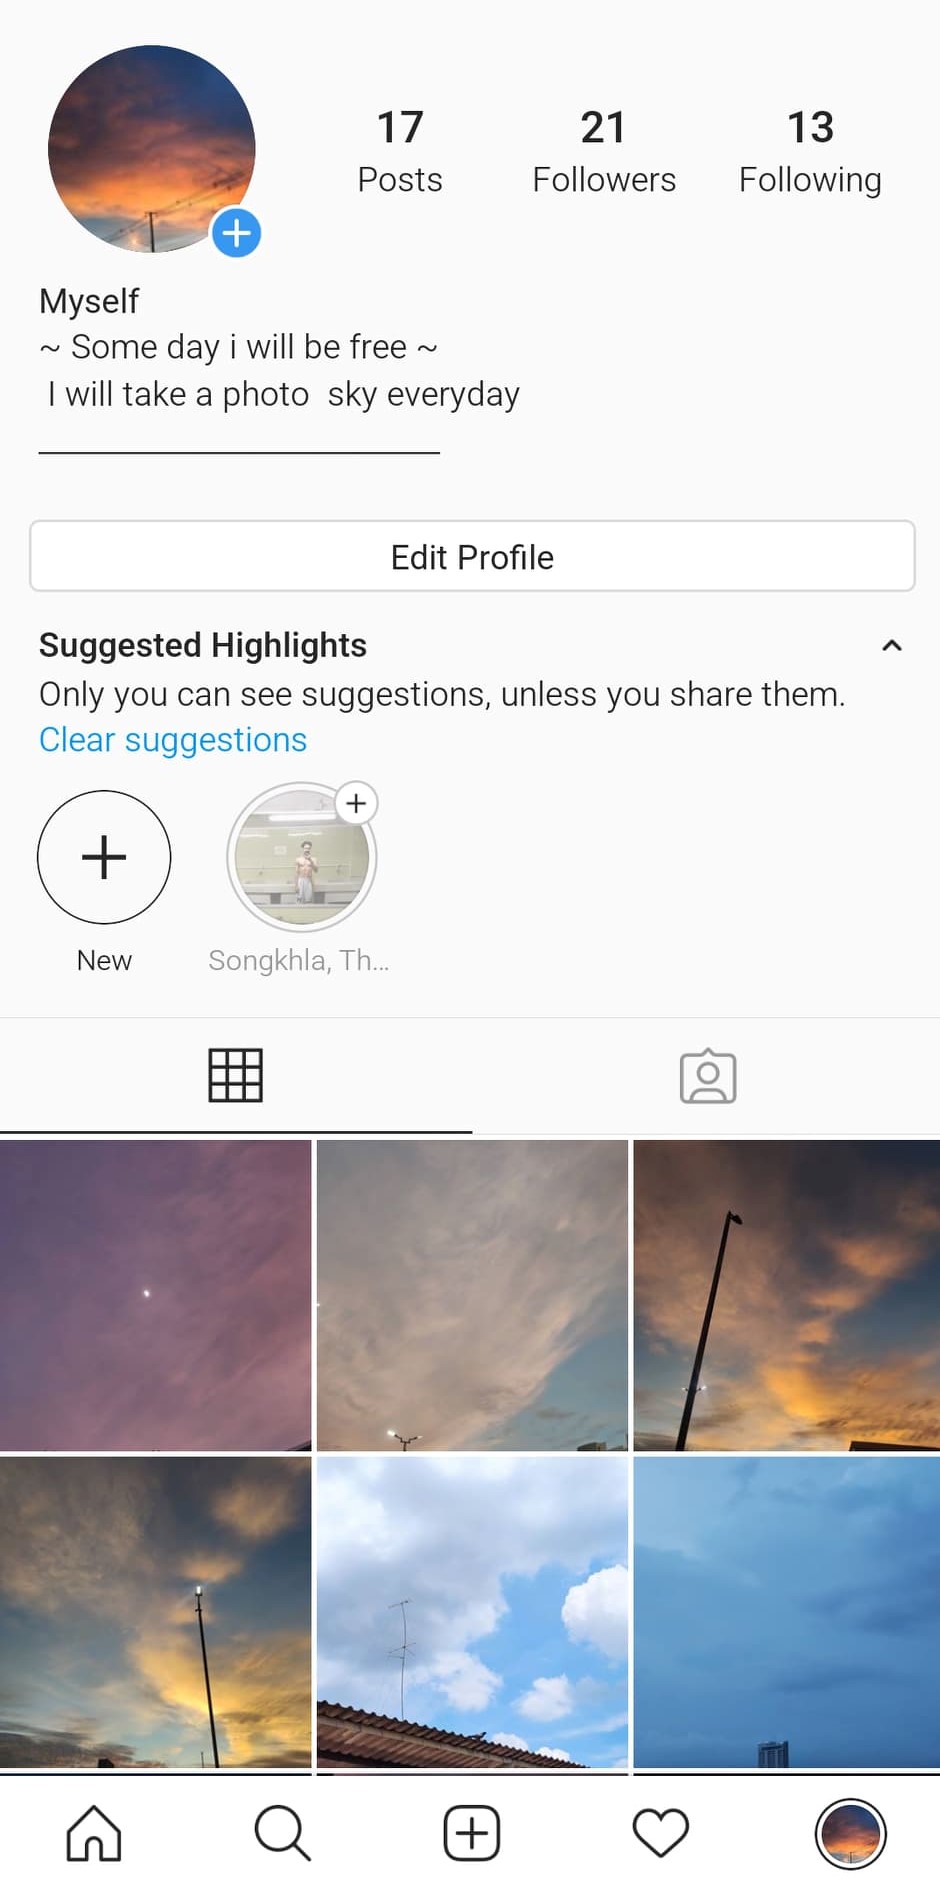 17 21 13
Posts Followers Following
Myself
~ Some day i will be free ~
I will take a photo  sky everyday
Edit Profile
Suggested Highlights
Only you can see suggestions, unless you share them.
Clear suggestions
New Songkhla, Th...